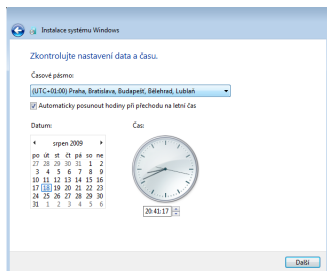 Instalace systému Windows
Zkontrolujte nastavení data a času.
Časové pásmo:
(UTC+01:00) Praha, Bratislava, Budapešť, Bělehrad, Lublaň
Automaticky posunout hodiny při přechodu na letní čas
Datum: Čas:
srpen 2009
po út st čt pá so ne
27 28 29 30 31 1 2
3 4 5 6 7 8 9
10 11 12 13 14 15 16
17 18 19 20 21 22 23
24 25 26 27 28 29 30
31 1 2 3 4 5 6
20:41:17
Další